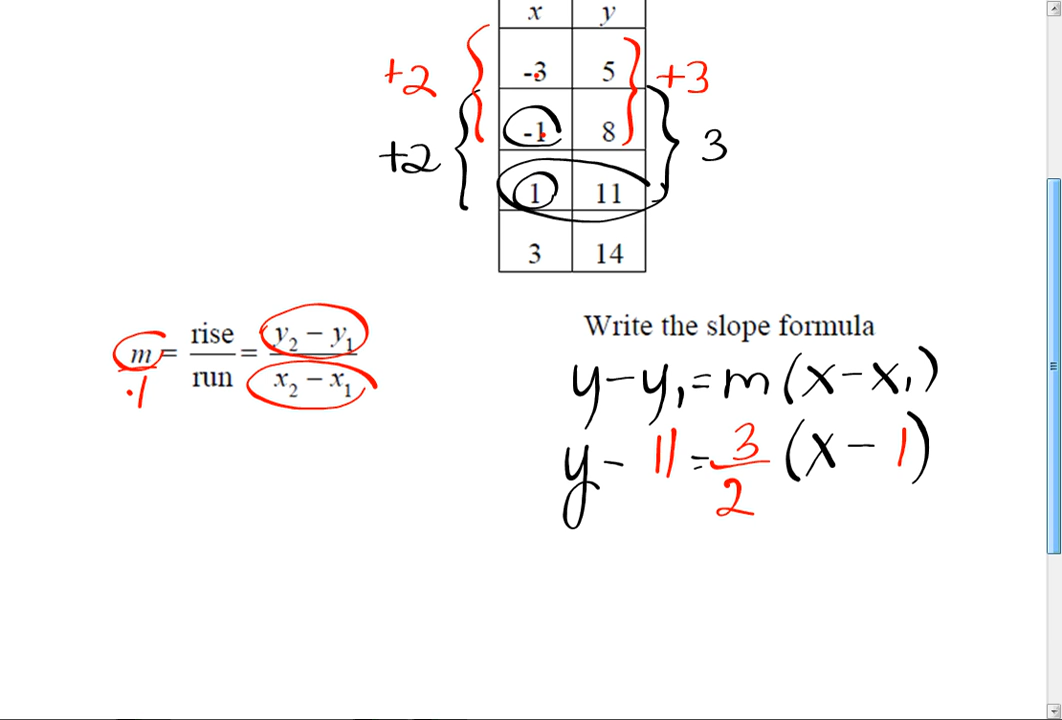 x y
+2 -3 5 +3
+2 -1 8 3
1 11
3 14
m = rise/run = y₂ − y₁ / x₂ − x₁
Write the slope formula
y − y₁ = m(x − x₁)
y − 11 = 3/2 (x − 1)